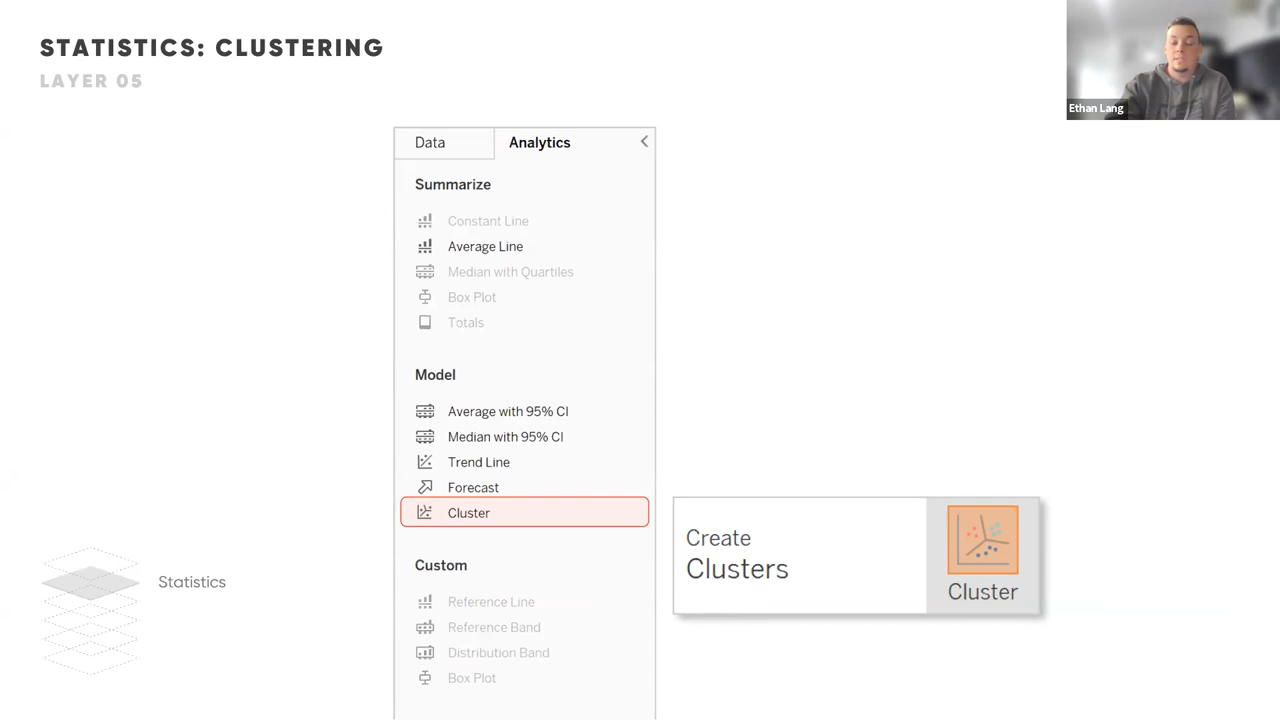 STATISTICS: CLUSTERING
LAYER 05
Ethan Lang
Data
Analytics
Summarize
Constant Line
Average Line
Median with Quartiles
Box Plot
Totals
Model
Average with 95% CI
Median with 95% CI
Trend Line
Forecast
Cluster
Create
Clusters
Cluster
Custom
Reference Line
Reference Band
Distribution Band
Box Plot
Statistics